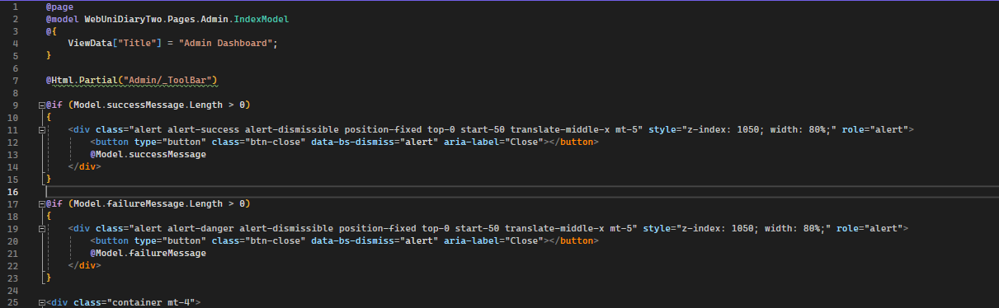 1 @page
2 @model WebUniDiaryTwo.Pages.Admin.IndexModel
3 @{
4     ViewData["Title"] = "Admin Dashboard";
5 }
6
7 @Html.Partial("Admin/_ToolBar")
8
9 @if (Model.successMessage.Length > 0)
10 {
11     <div class="alert alert-success alert-dismissible position-fixed top-0 start-50 translate-middle-x mt-5" style="z-index: 1050; width: 80%;" role="alert">
12         <button type="button" class="btn-close" data-bs-dismiss="alert" aria-label="Close"></button>
13         @Model.successMessage
14     </div>
15 }
16
17 @if (Model.failureMessage.Length > 0)
18 {
19     <div class="alert alert-danger alert-dismissible position-fixed top-0 start-50 translate-middle-x mt-5" style="z-index: 1050; width: 80%;" role="alert">
20         <button type="button" class="btn-close" data-bs-dismiss="alert" aria-label="Close"></button>
21         @Model.failureMessage
22     </div>
23 }
24
25 <div class="container mt-4">